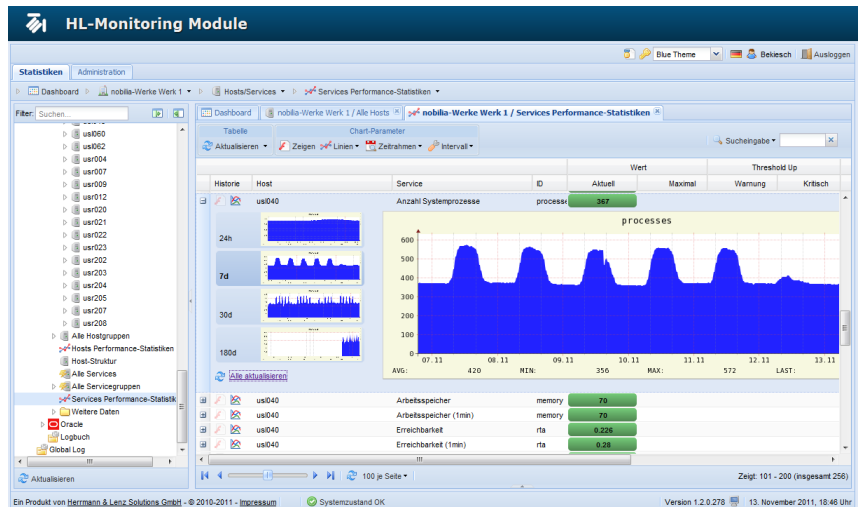 HL-Monitoring Module
Blue Theme Bekiesch Ausloggen
Statistiken Administration
Dashboard nobilia-Werke Werk 1 Hosts/Services Services Performance-Statistiken
Filter: Suchen...
usl060
usl062
usr004
usr007
usr009
usr012
usr020
usr021
usr022
usr023
usr202
usr203
usr204
usr205
usr207
usr208
Alle Hostgruppen
Hosts Performance-Statistiken
Host-Struktur
Alle Services
Alle Servicegruppen
Services Performance-Statistik
Weitere Daten
Oracle
Logbuch
Global Log
Aktualisieren
Dashboard nobilia-Werke Werk 1 / Alle Hosts nobilia-Werke Werk 1 / Services Performance-Statistiken
Tabelle Chart-Parameter
Aktualisieren Zeigen Linien Zeitrahmen Intervall Sucheingabe
Wert Threshold Up
Historie Host Service ID Aktuell Maximal Warnung Kritisch
usl040 Anzahl Systemprozesse processe 367
24h
7d
30d
180d
Alle aktualisieren
processes
600
500
400
300
200
100
0
07.11 08.11 09.11 10.11 11.11 12.11 13.11
AVG: 420 MIN: 356 MAX: 572 LAST:
usl040 Arbeitsspeicher memory 70
usl040 Arbeitsspeicher (1min) memory 70
usl040 Erreichbarkeit rta 0.226
usl040 Erreichbarkeit (1min) rta 0.28
100 je Seite Zeigt: 101 - 200 (insgesamt 256)
Ein Produkt von Herrmann & Lenz Solutions GmbH - © 2010-2011 - Impressum Systemzustand OK Version 1.2.0.278 13. November 2011, 18:46 Uhr